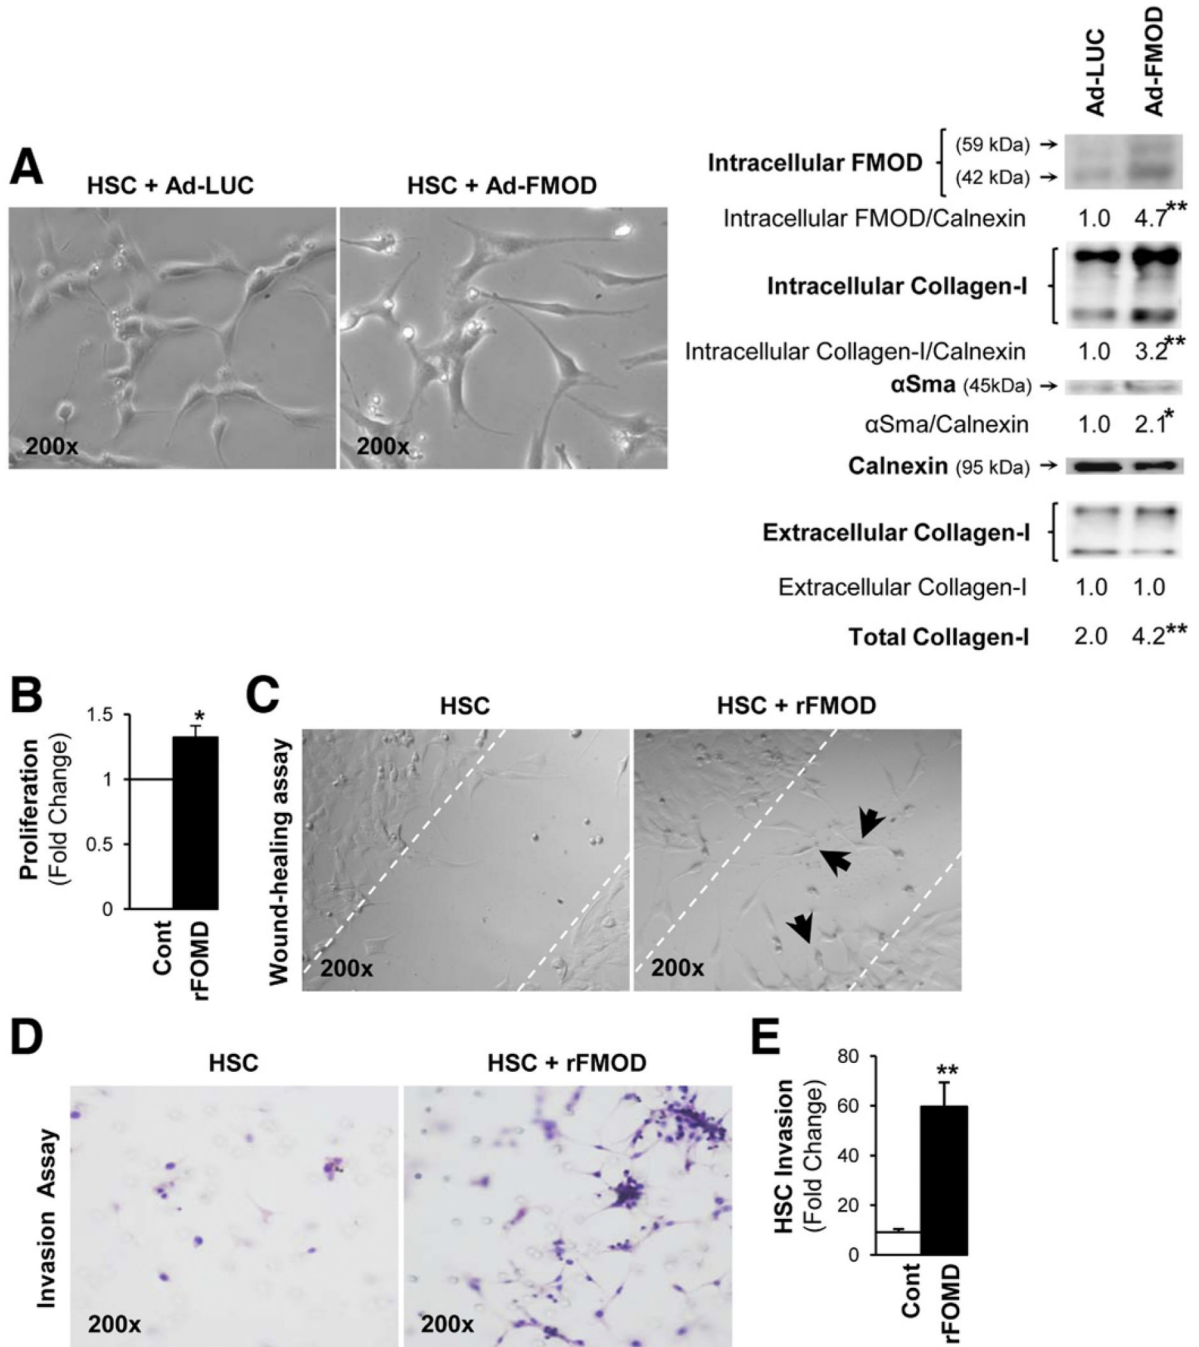 A
HSC + Ad-LUC
HSC + Ad-FMOD
200x
200x
Ad-LUC
Ad-FMOD
Intracellular FMOD
(59 kDa) →
(42 kDa) →
Intracellular FMOD/Calnexin 1.0 4.7**
Intracellular Collagen-I
Intracellular Collagen-I/Calnexin 1.0 3.2**
αSma (45kDa) →
αSma/Calnexin 1.0 2.1*
Calnexin (95 kDa) →
Extracellular Collagen-I
Extracellular Collagen-I 1.0 1.0
Total Collagen-I 2.0 4.2**
B
Proliferation
(Fold Change)
1.5
1
0.5
0
*
Cont
rFOMD
C
HSC
HSC + rFMOD
Wound-healing assay
200x
200x
D
HSC
HSC + rFMOD
Invasion Assay
200x
200x
E
HSC Invasion
(Fold Change)
80
60
40
20
0
**
Cont
rFOMD